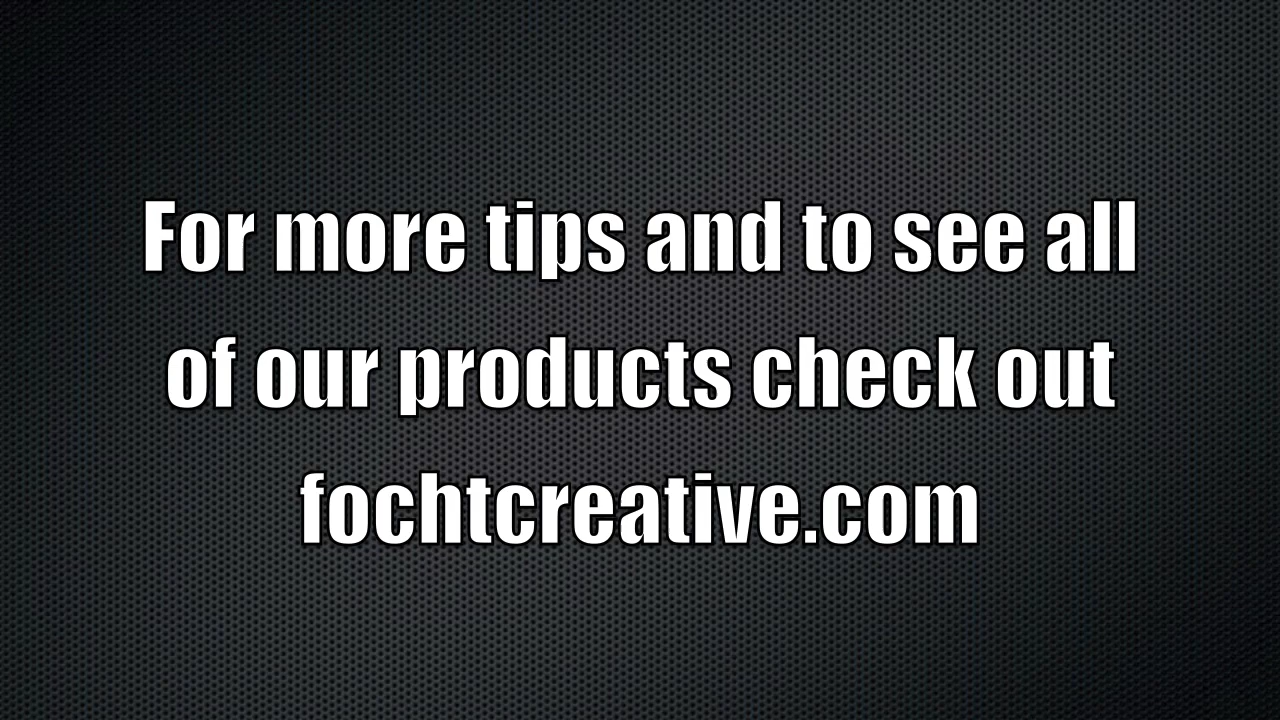 For more tips and to see all
of our products check out
fochtcreative.com